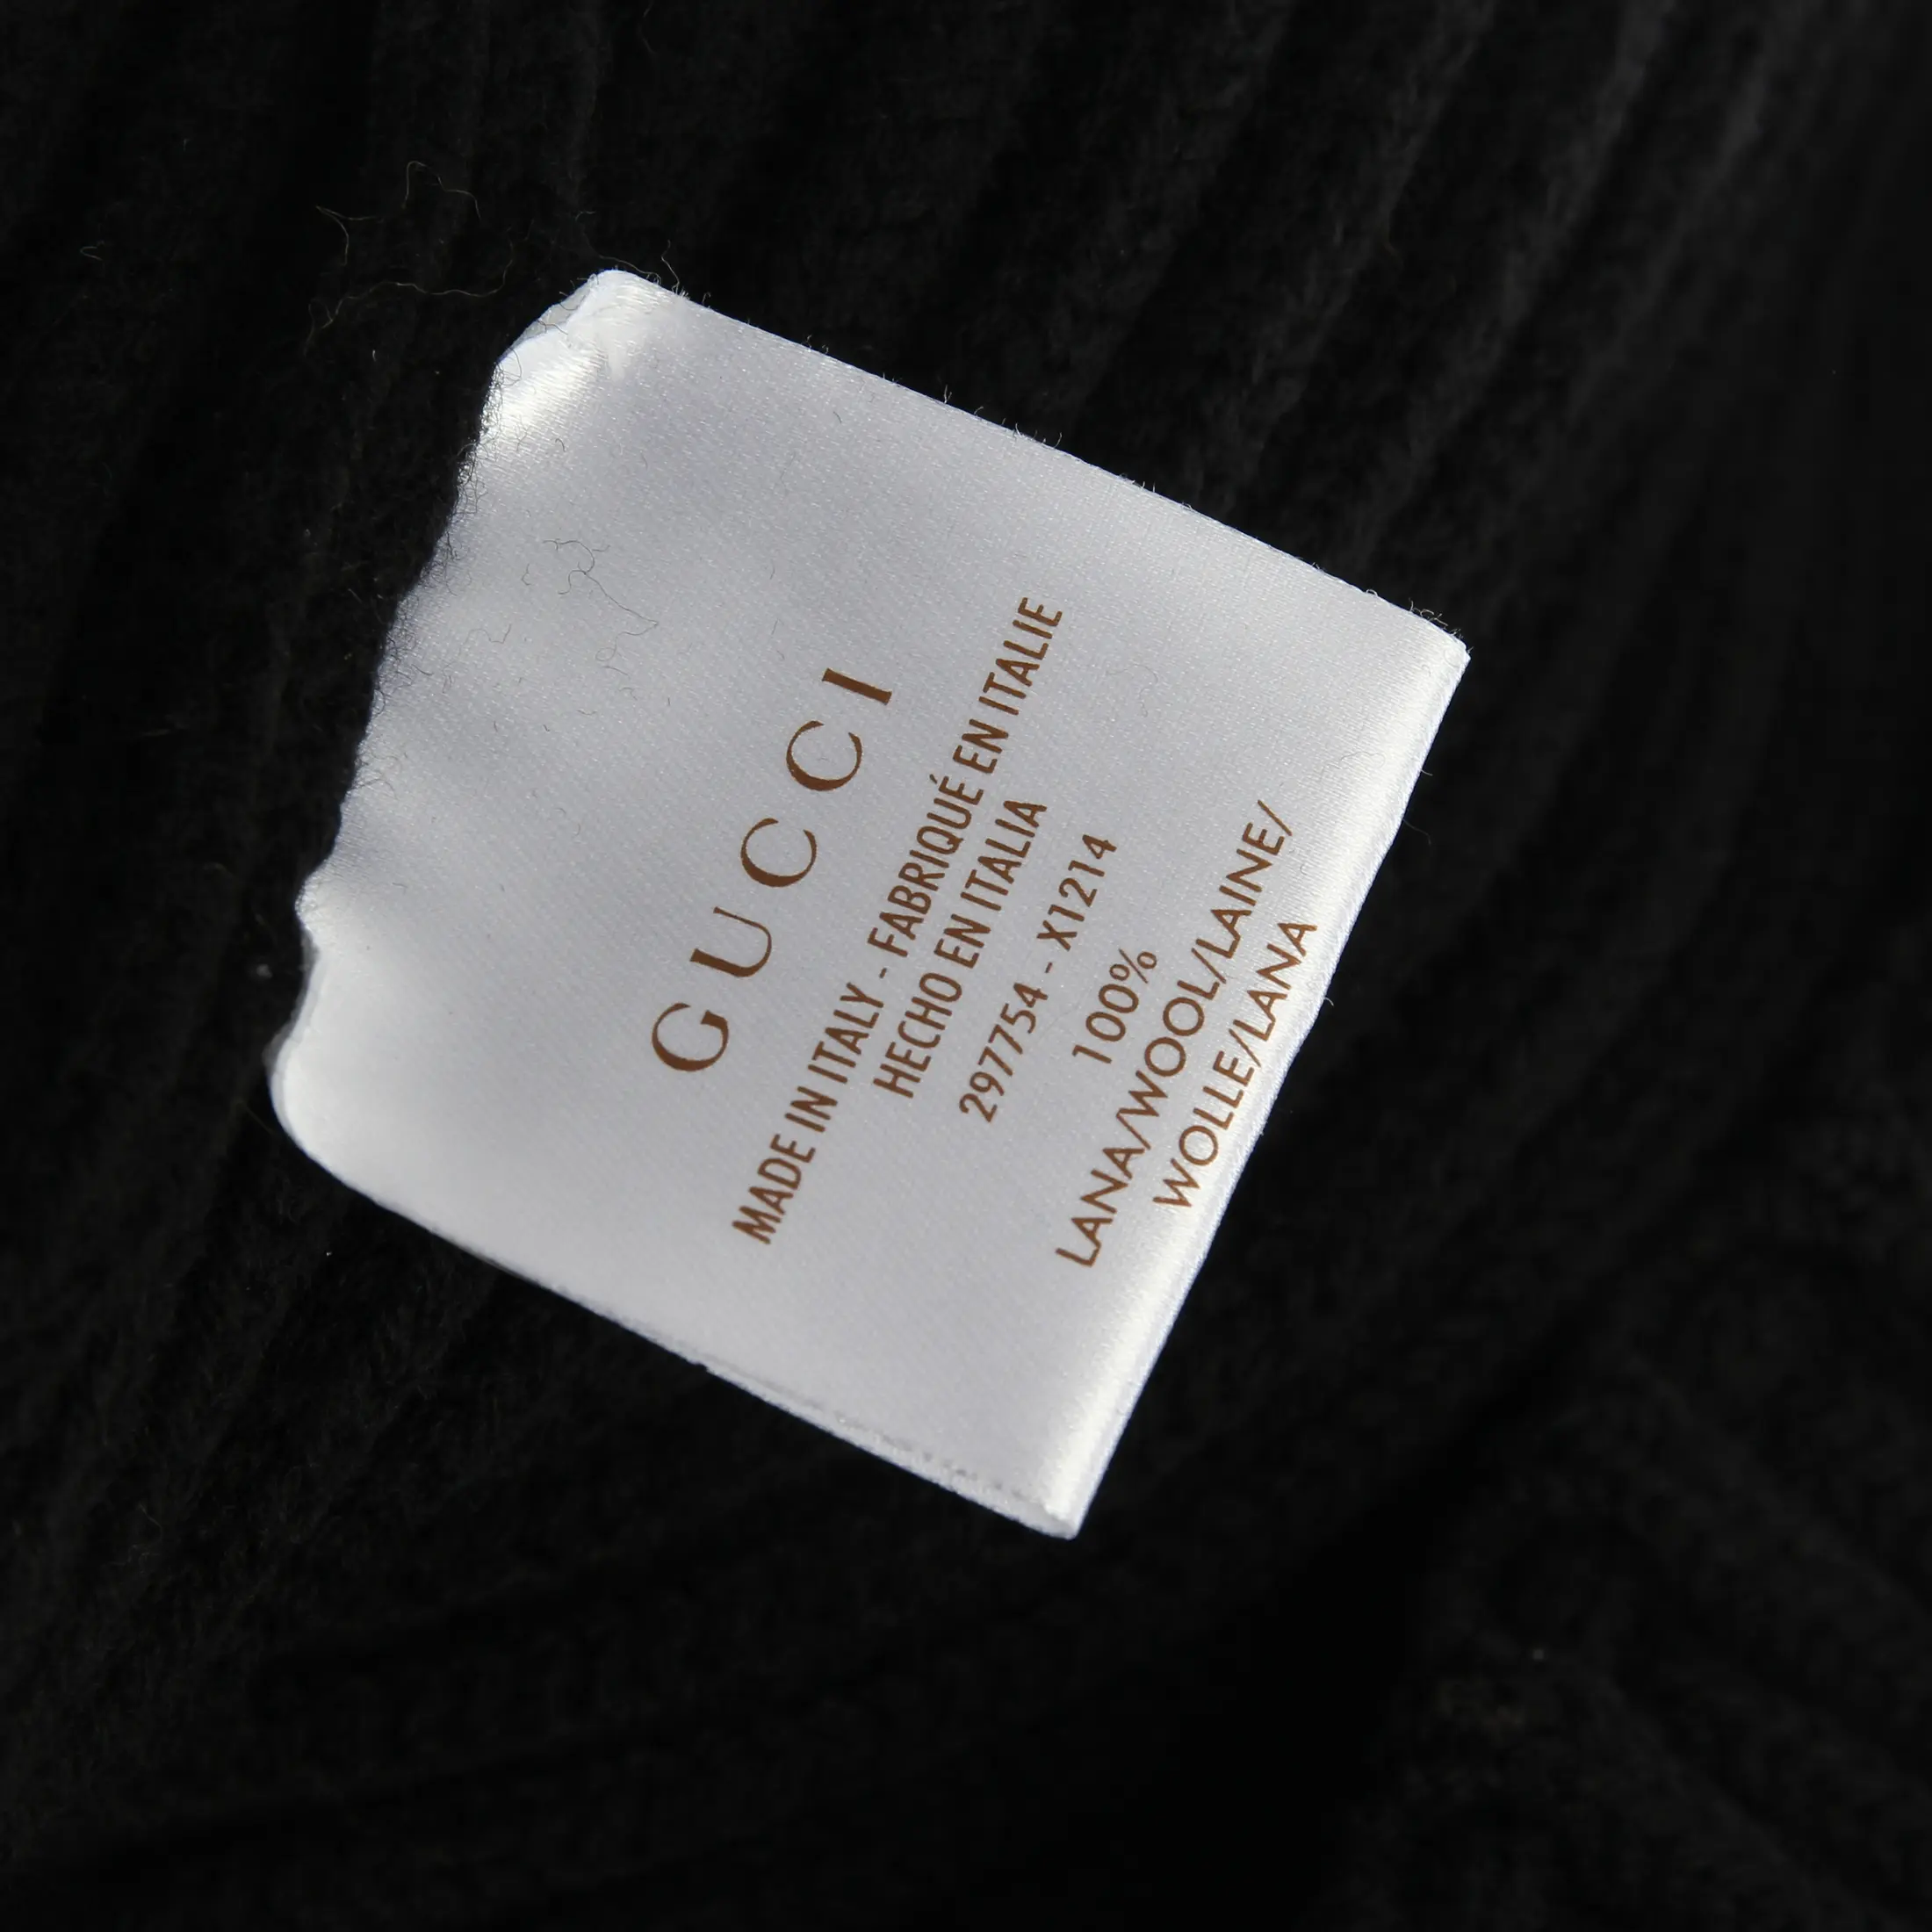 GUCCI
MADE IN ITALY - FABRIQUÉ EN ITALIE
HECHO EN ITALIA
297754 - X1214
100%
LANA/WOOL/LAINE/
WOLLE/LANA